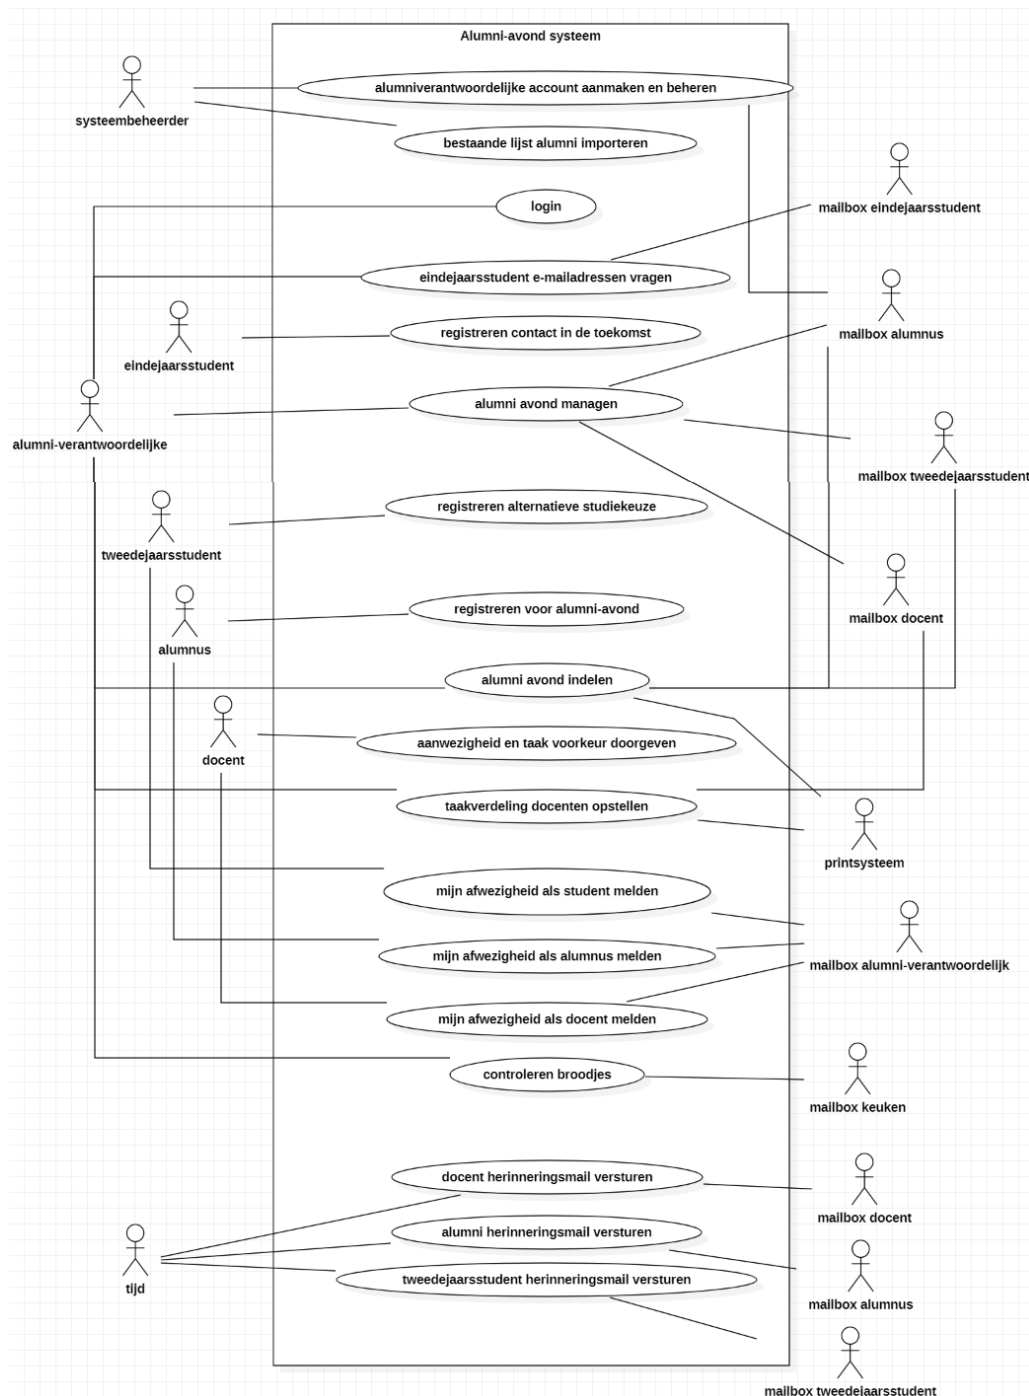 Alumni-avond systeem
alumniverantwoordelijke account aanmaken en beheren
systeembeheerder
bestaande lijst alumni importeren
login
mailbox eindejaarsstudent
eindejaarsstudent e-mailadressen vragen
registreren contact in de toekomst
mailbox alumnus
eindejaarsstudent
alumni avond managen
alumni-verantwoordelijke
mailbox tweedejaarsstudent
registreren alternatieve studiekeuze
tweedejaarsstudent
registreren voor alumni-avond
mailbox docent
alumnus
alumni avond indelen
aanwezigheid en taak voorkeur doorgeven
docent
taakverdeling docenten opstellen
printsysteem
mijn afwezigheid als student melden
mijn afwezigheid als alumnus melden
mailbox alumni-verantwoordelijk
mijn afwezigheid als docent melden
controleren broodjes
mailbox keuken
docent herinneringsmail versturen
mailbox docent
alumni herinneringsmail versturen
tweedejaarsstudent herinneringsmail versturen
tijd
mailbox alumnus
mailbox tweedejaarsstudent